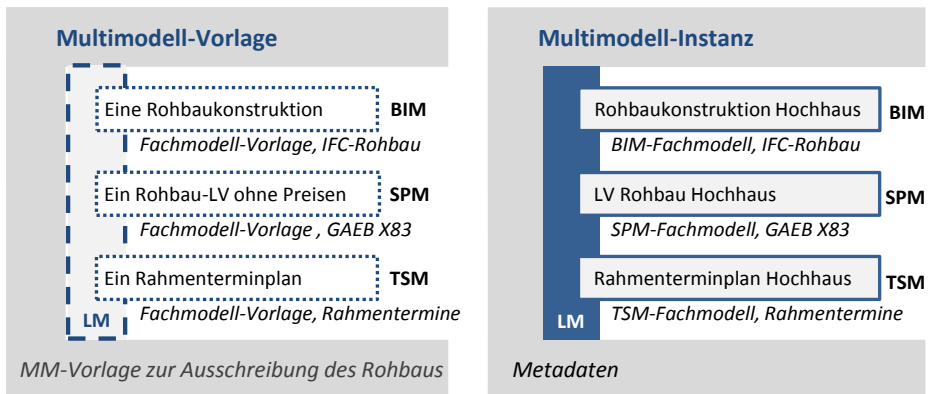 Multimodell-Vorlage
Eine Rohbaukonstruktion BIM
Fachmodell-Vorlage, IFC-Rohbau
Ein Rohbau-LV ohne Preisen SPM
Fachmodell-Vorlage , GAEB X83
Ein Rahmenterminplan TSM
Fachmodell-Vorlage, Rahmentermine
LM
MM-Vorlage zur Ausschreibung des Rohbaus
Multimodell-Instanz
Rohbaukonstruktion Hochhaus BIM
BIM-Fachmodell, IFC-Rohbau
LV Rohbau Hochhaus SPM
SPM-Fachmodell, GAEB X83
Rahmenterminplan Hochhaus TSM
TSM-Fachmodell, Rahmentermine
LM
Metadaten